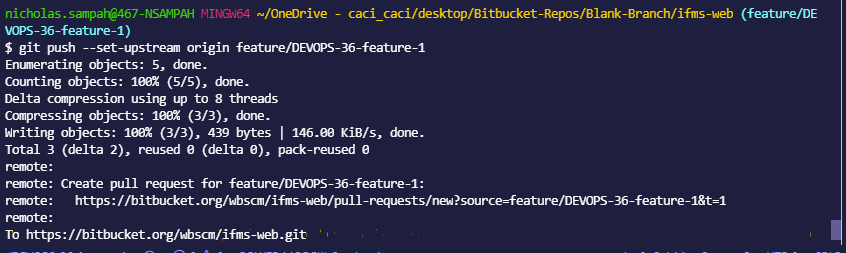 nicholas.sampah@467-NSAMPAH MINGW64 ~/OneDrive - caci_caci/desktop/Bitbucket-Repos/Blank-Branch/ifms-web (feature/DE
VOPS-36-feature-1)
$ git push --set-upstream origin feature/DEVOPS-36-feature-1
Enumerating objects: 5, done.
Counting objects: 100% (5/5), done.
Delta compression using up to 8 threads
Compressing objects: 100% (3/3), done.
Writing objects: 100% (3/3), 439 bytes | 146.00 KiB/s, done.
Total 3 (delta 2), reused 0 (delta 0), pack-reused 0
remote:
remote: Create pull request for feature/DEVOPS-36-feature-1:
remote:   https://bitbucket.org/wbscm/ifms-web/pull-requests/new?source=feature/DEVOPS-36-feature-1&t=1
remote:
To https://bitbucket.org/wbscm/ifms-web.git